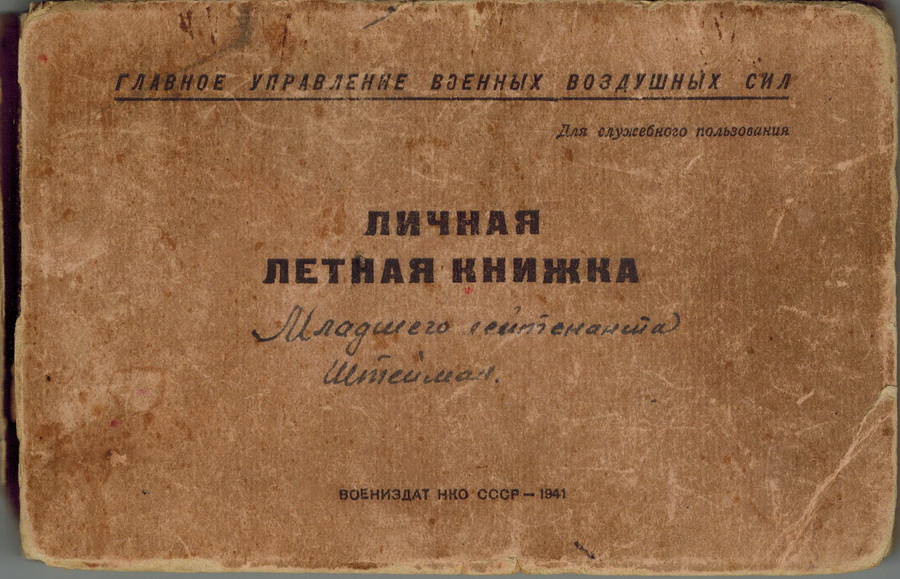 ГЛАВНОЕ УПРАВЛЕНИЕ ВОЕННЫХ ВОЗДУШНЫХ СИЛ
Для служебного пользования
ЛИЧНАЯ
ЛЕТНАЯ КНИЖКА
Младшего лейтенанта
Штейман.
ВОЕНИЗДАТ НКО СССР — 1941